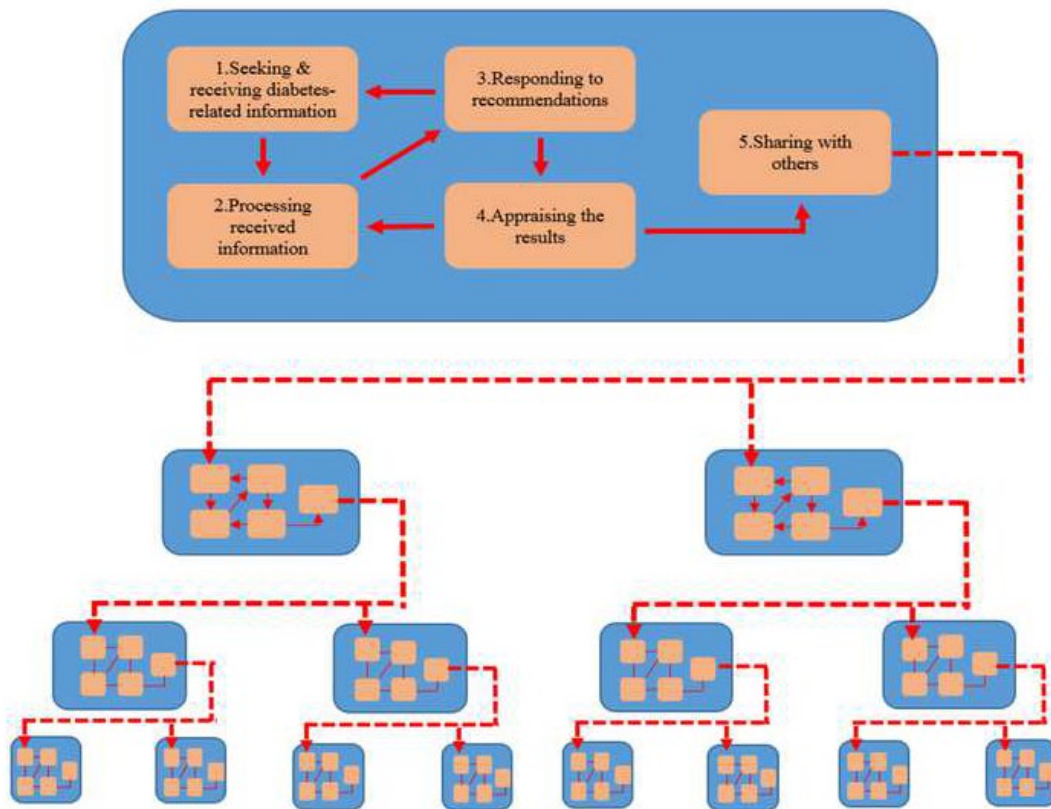 1.Seeking &
receiving diabetes-
related information
2.Processing
received
information
3.Responding to
recommendations
4.Appraising the
results
5.Sharing with
others